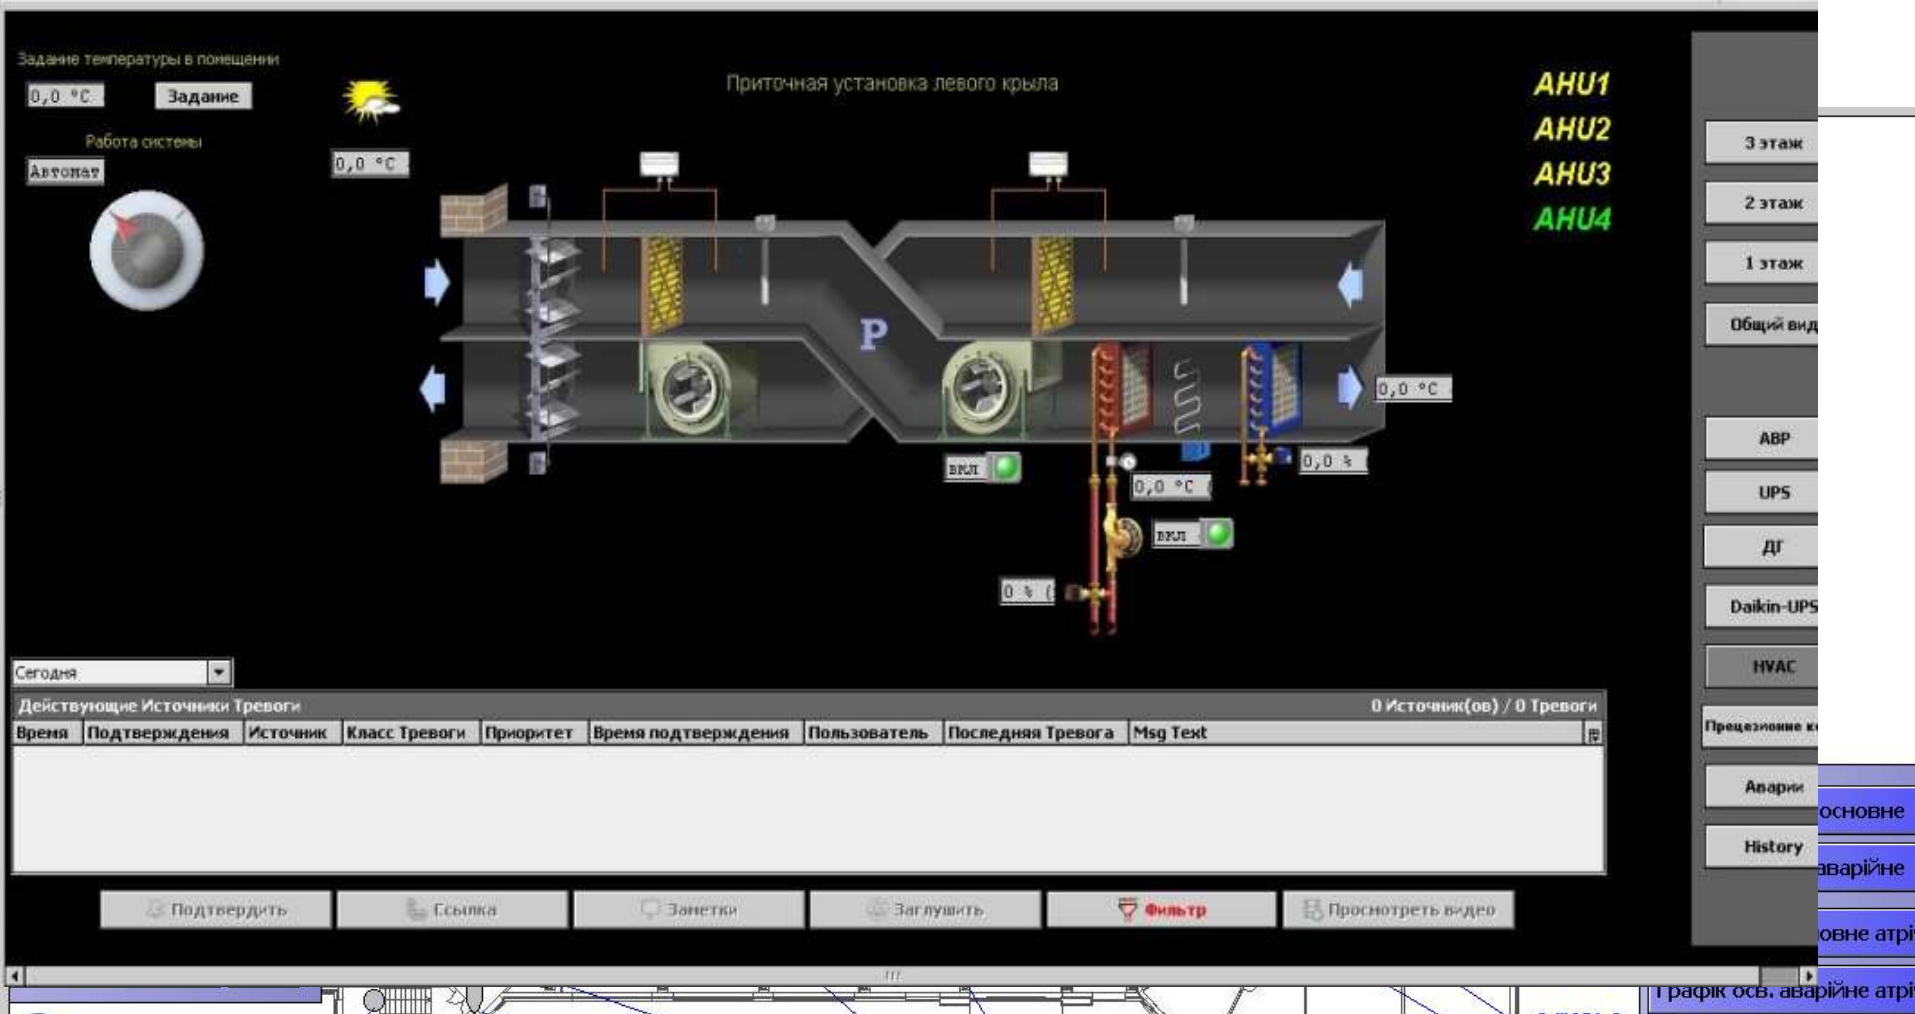 Задание температуры в помещении
0,0 °C
Задание
Работа системы
Автомат
0,0 °C
Приточная установка левого крыла
AHU1
AHU2
AHU3
AHU4
P
0,0 °C
вкл
0,0 %
0,0 °C (
вкл
0 % (
3 этаж
2 этаж
1 этаж
Общий вид
АВР
UPS
ДГ
Daikin-UPS
HVAC
Прецезионние к
Аварии
History
Сегодня
Действующие Источники Тревоги
0 Источник(ов) / 0 Тревоги
Время Подтверждения Источник Класс Тревоги Приоритет Время подтверждения Пользователь Последняя Тревога Msg Text
Подтвердить
Ссылка
Заметки
Заглушить
Фильтр
Просмотреть видео
основне
аварійне
овне атрі
Графік осв. аварійне атрі